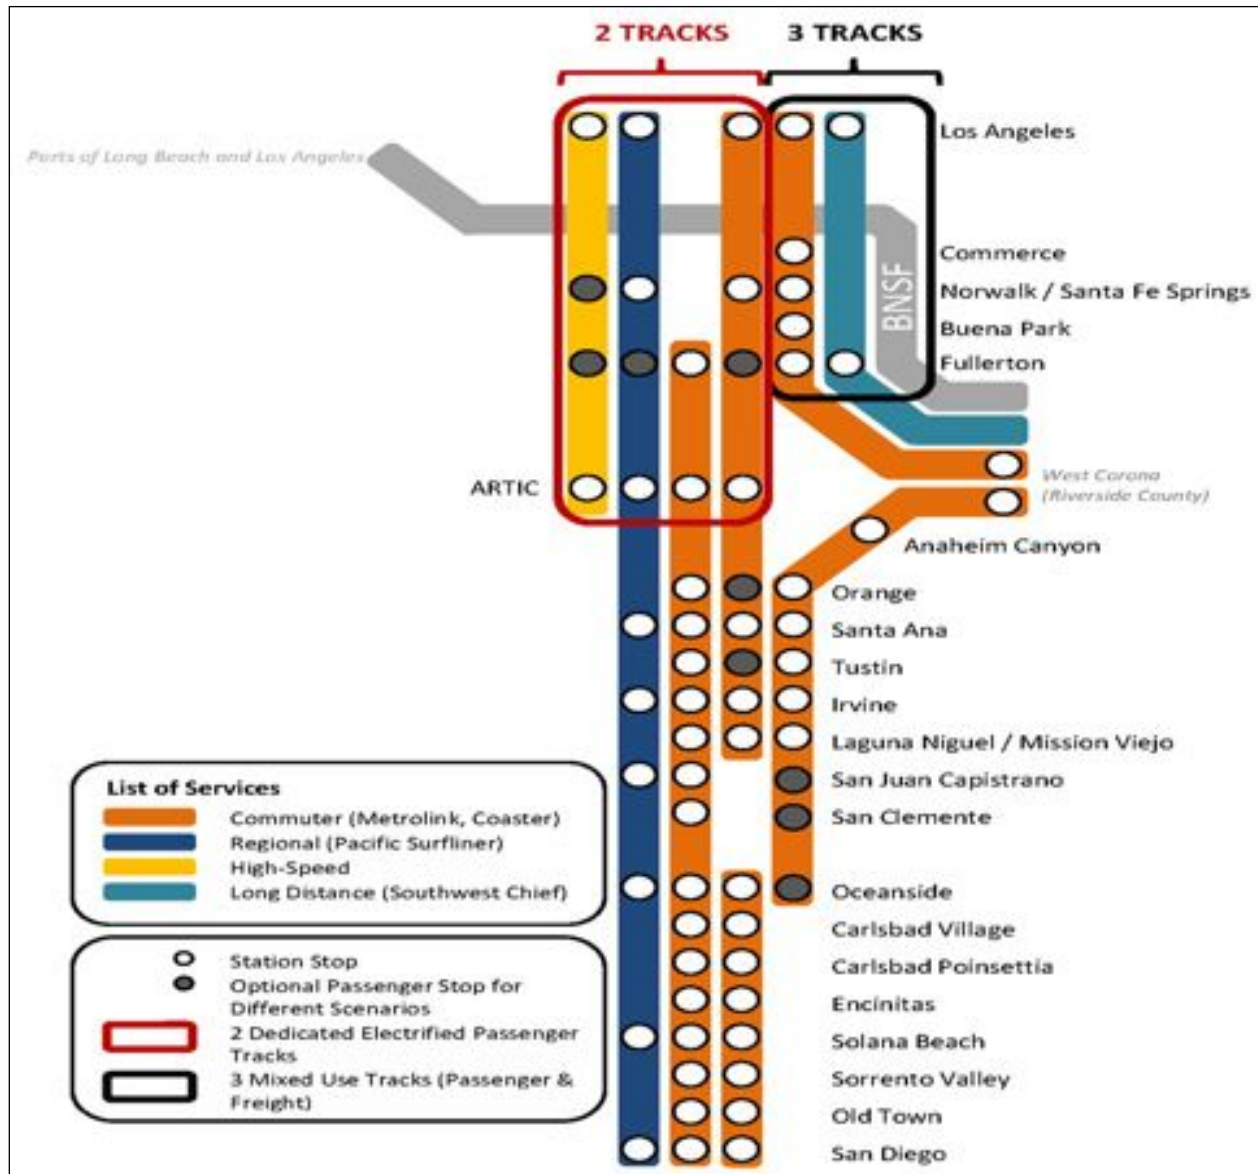 2 TRACKS
3 TRACKS
Los Angeles
Ports of Long Beach and Los Angeles
Commerce
Norwalk / Santa Fe Springs
BNSF
Buena Park
Fullerton
West Corona
(Riverside County)
ARTIC
Anaheim Canyon
Orange
Santa Ana
Tustin
Irvine
Laguna Niguel / Mission Viejo
San Juan Capistrano
San Clemente
Oceanside
Carlsbad Village
Carlsbad Poinsettia
Encinitas
Solana Beach
Sorrento Valley
Old Town
San Diego
List of Services
Commuter (Metrolink, Coaster)
Regional (Pacific Surfliner)
High-Speed
Long Distance (Southwest Chief)
Station Stop
Optional Passenger Stop for
Different Scenarios
2 Dedicated Electrified Passenger
Tracks
3 Mixed Use Tracks (Passenger &
Freight)